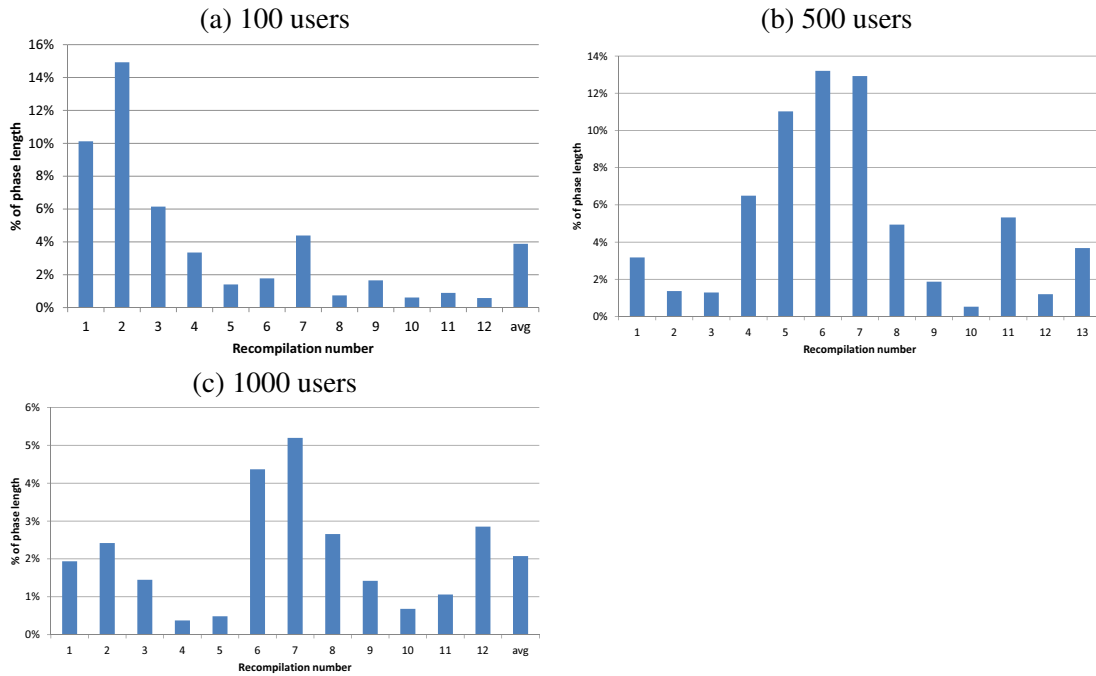 (a) 100 users
16%
14%
12%
10%
8%
6%
4%
2%
0%
% of phase length
1 2 3 4 5 6 7 8 9 10 11 12 avg
Recompilation number
(b) 500 users
14%
12%
10%
8%
6%
4%
2%
0%
% of phase length
1 2 3 4 5 6 7 8 9 10 11 12 13
Recompilation number
(c) 1000 users
6%
5%
4%
3%
2%
1%
0%
% of phase length
1 2 3 4 5 6 7 8 9 10 11 12 avg
Recompilation number